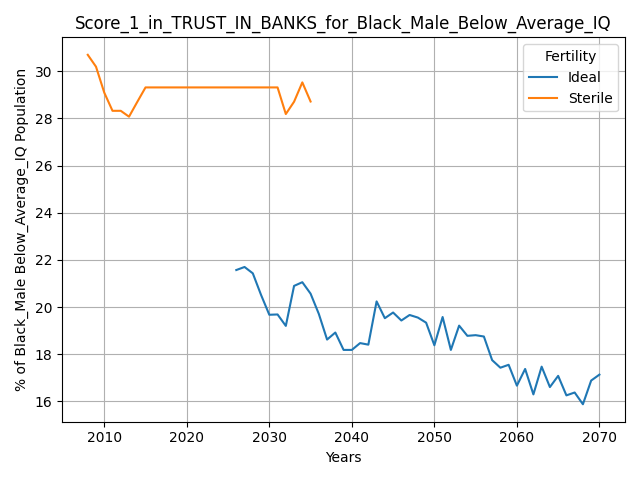 Score_1_in_TRUST_IN_BANKS_for_Black_Male_Below_Average_IQ
% of Black_Male Below_Average_IQ Population
30
28
26
24
22
20
18
16
Fertility
Ideal
Sterile
2010 2020 2030 2040 2050 2060 2070
Years